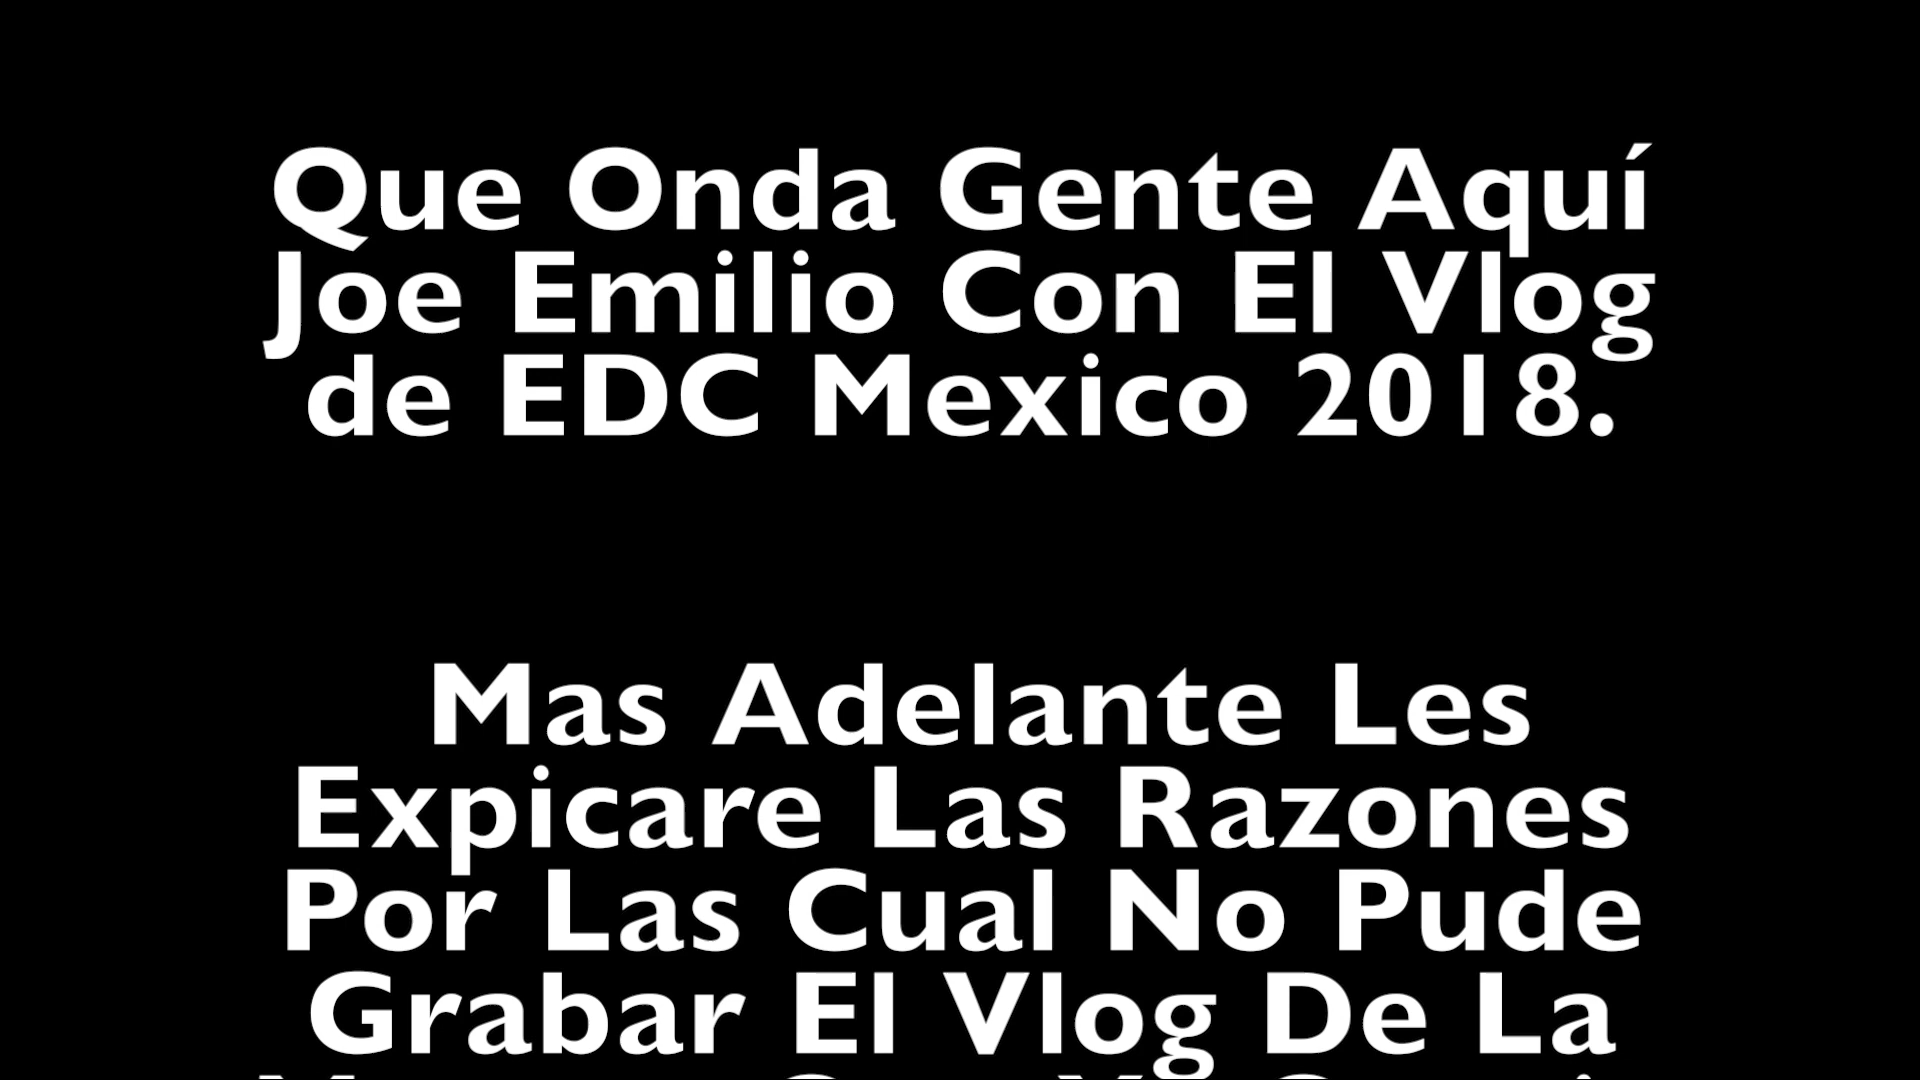 Que Onda Gente Aquí
Joe Emilio Con El Vlog
de EDC Mexico 2018.
Mas Adelante Les
Expicare Las Razones
Por Las Cual No Pude
Grabar El Vlog De La